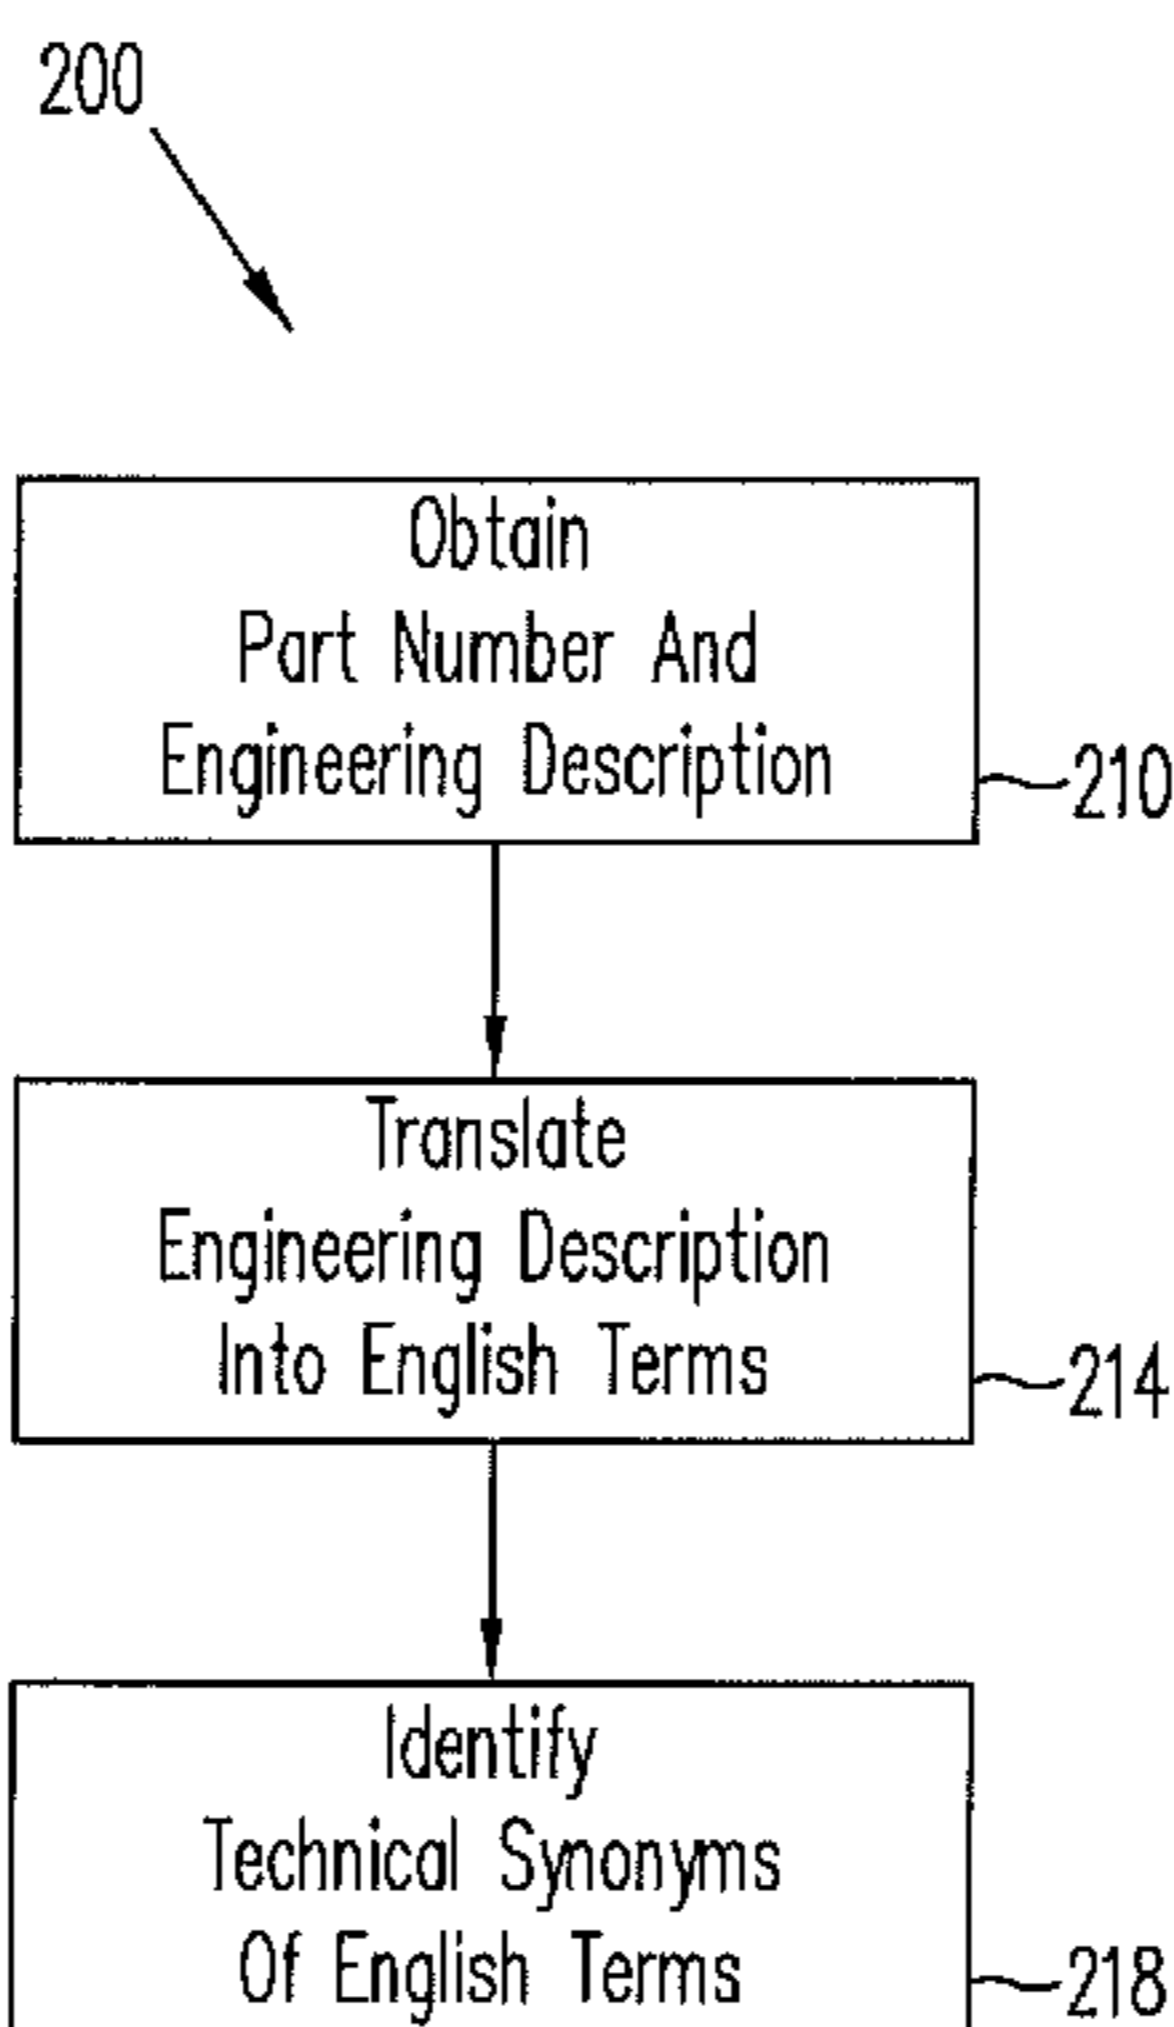 200
Obtain
Part Number And
Engineering Description
210
Translate
Engineering Description
Into English Terms
214
Identify
Technical Synonyms
Of English Terms
218